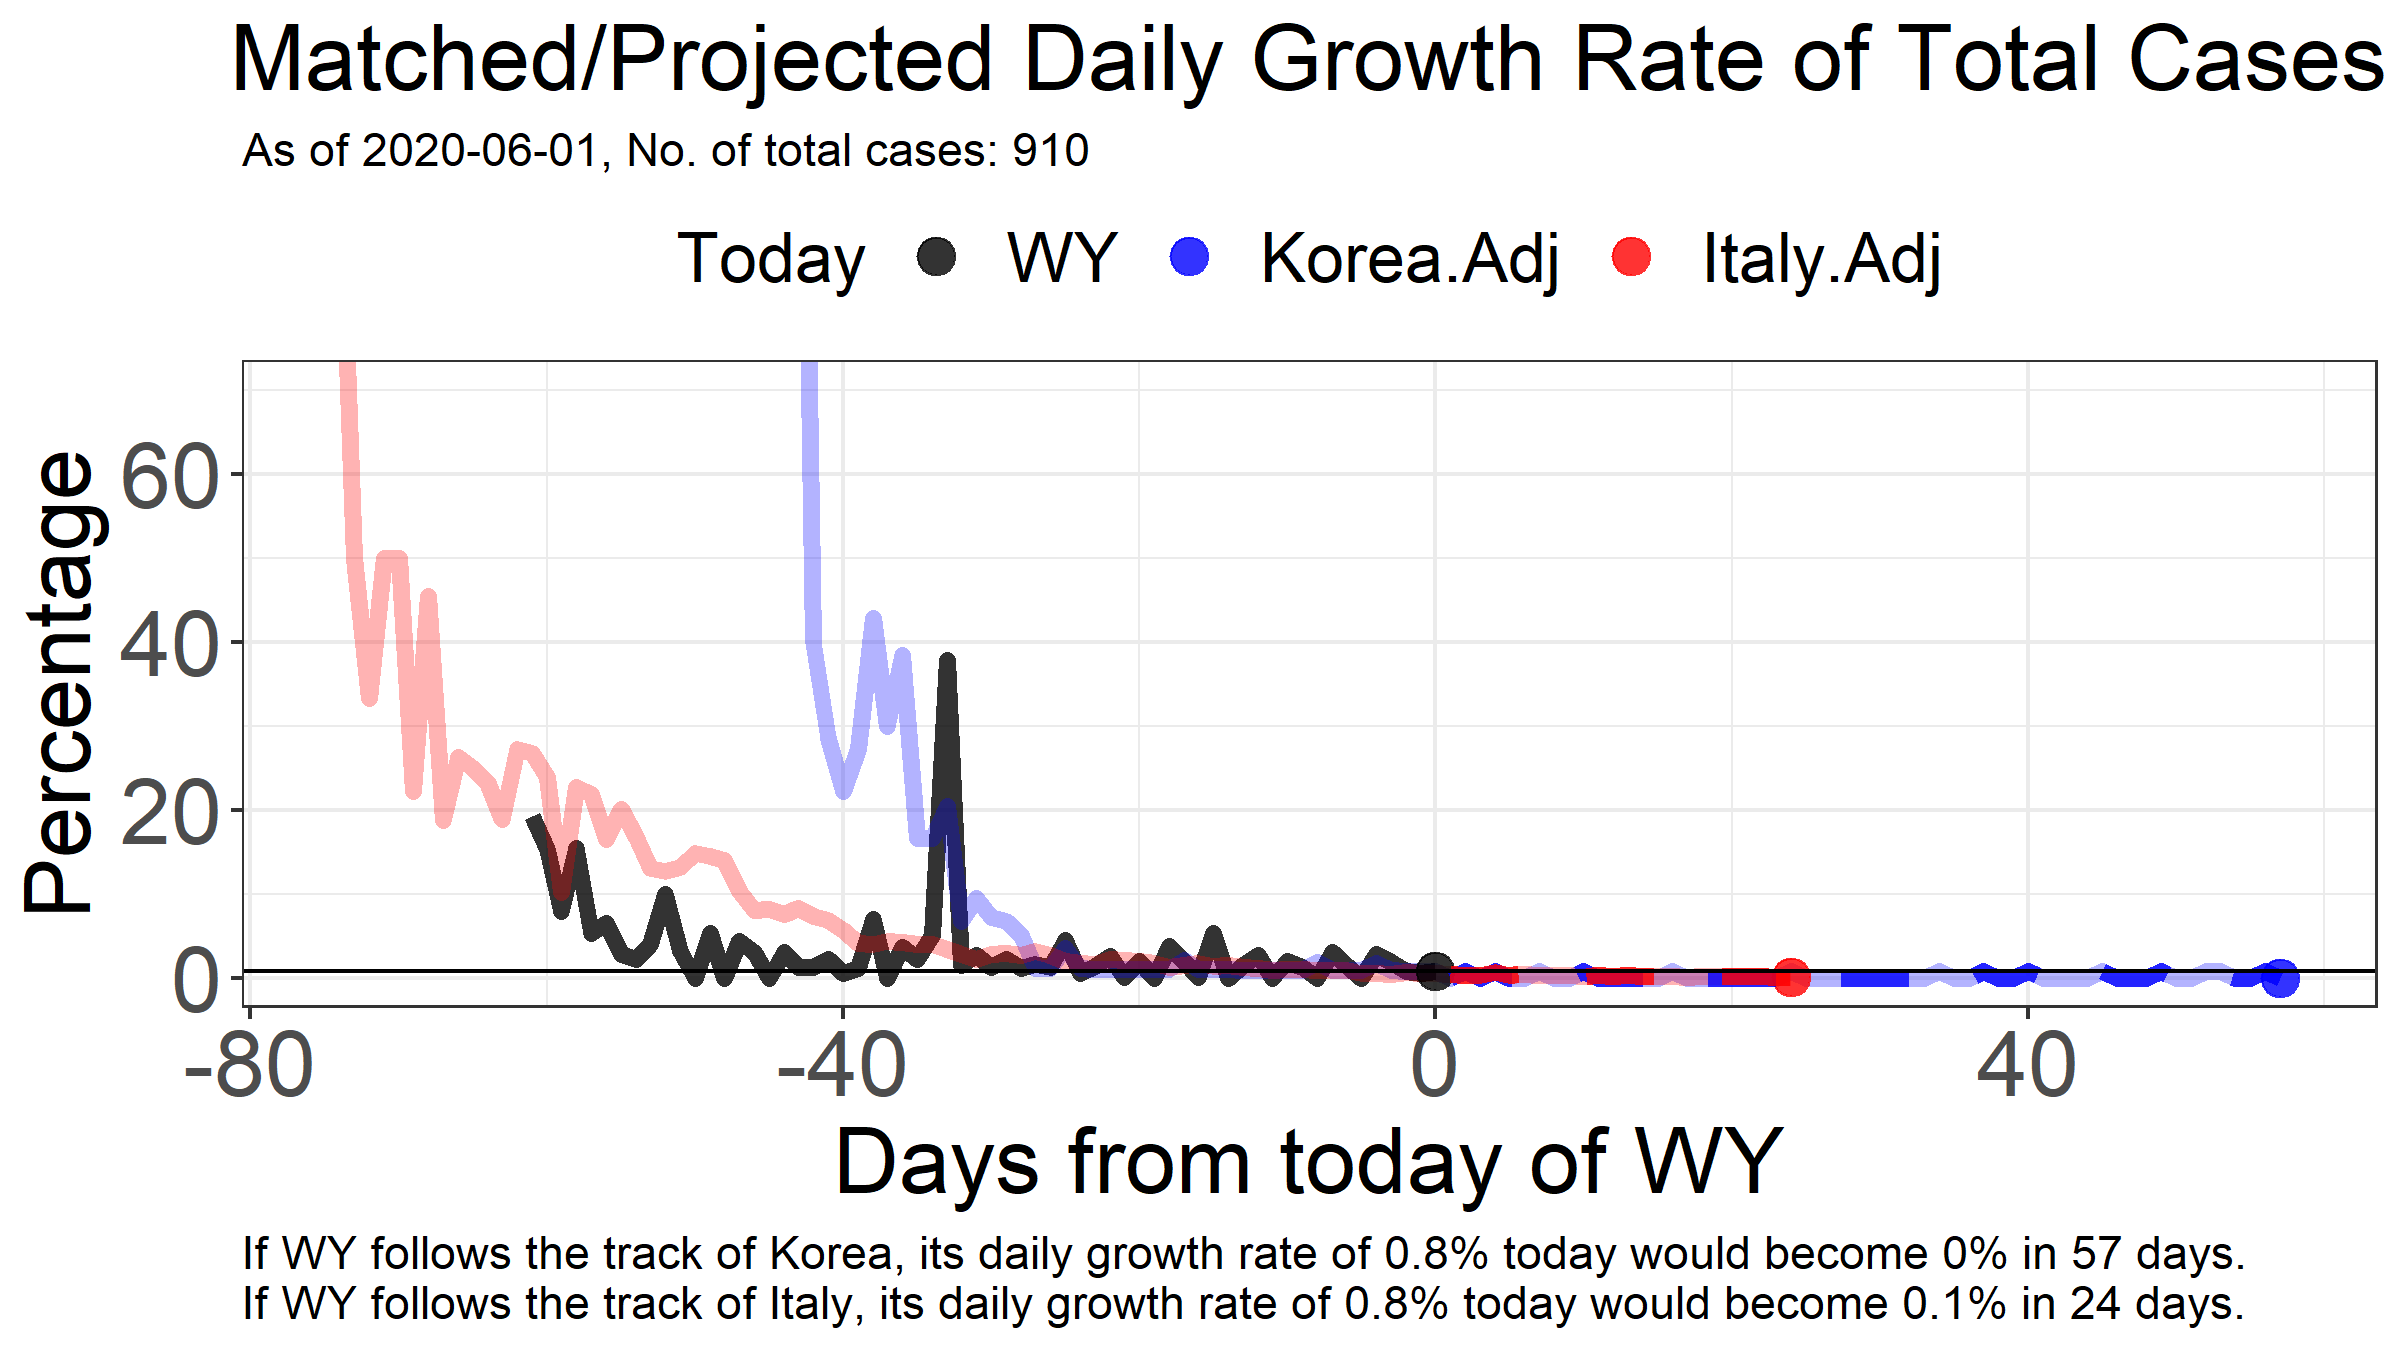 Matched/Projected Daily Growth Rate of Total Cases
As of 2020-06-01, No. of total cases: 910
Today WY Korea.Adj Italy.Adj
Percentage
60
40
20
0
-80 -40 0 40
Days from today of WY
If WY follows the track of Korea, its daily growth rate of 0.8% today would become 0% in 57 days.
If WY follows the track of Italy, its daily growth rate of 0.8% today would become 0.1% in 24 days.